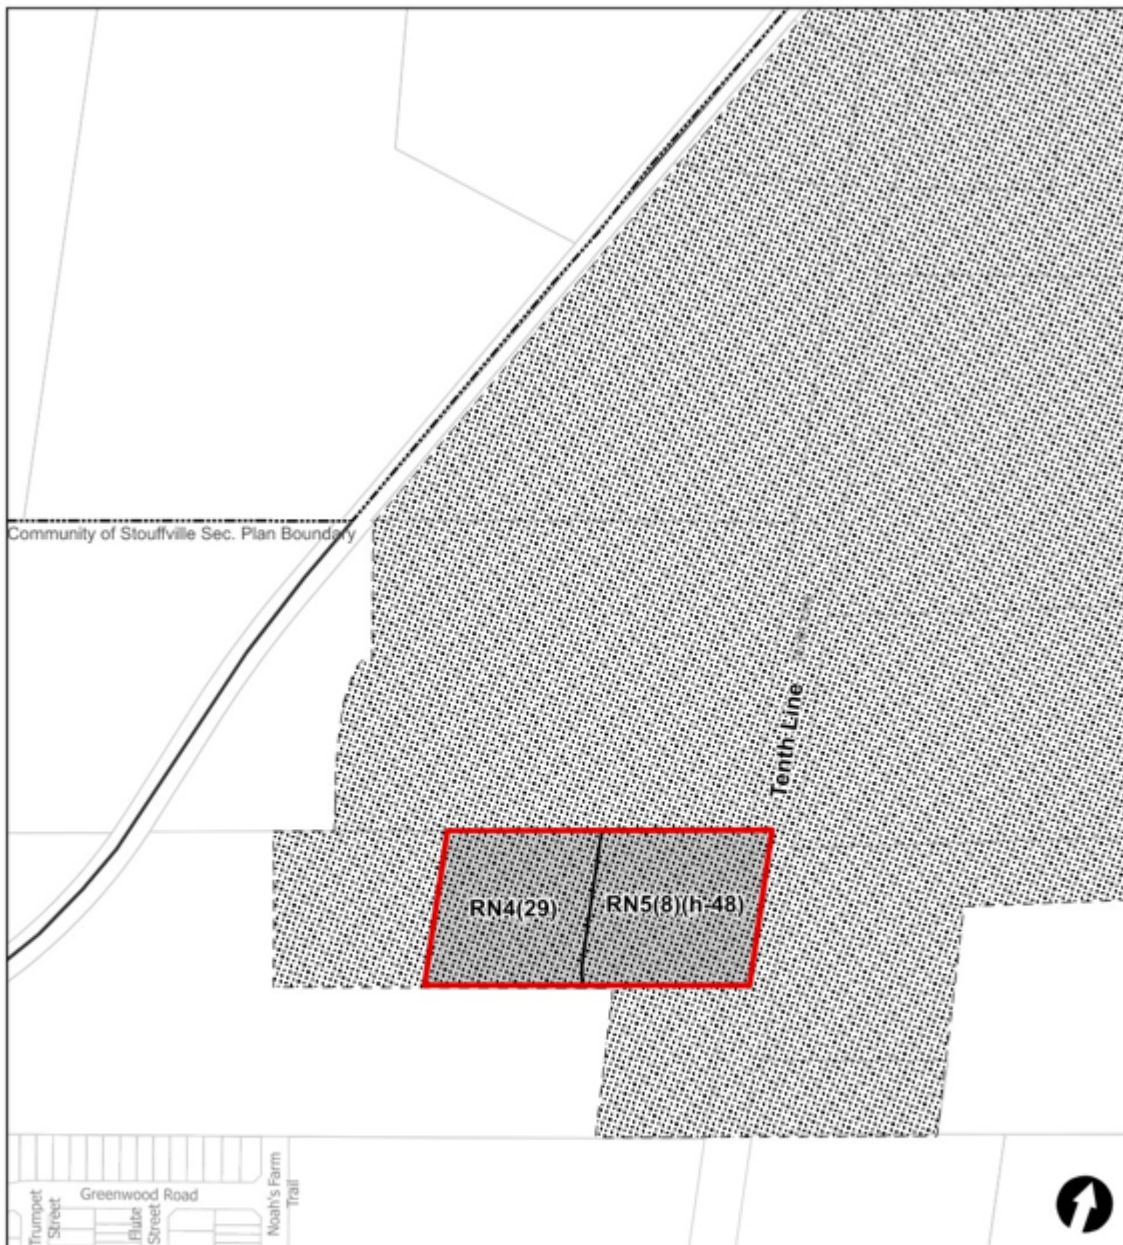 Community of Stouffville Sec. Plan Boundary
Tenth Line
RN4(29)
RN5(8)(h-48)
Greenwood Road
Trumpet
Street
Flute
Street
Noah's Farm
Trail